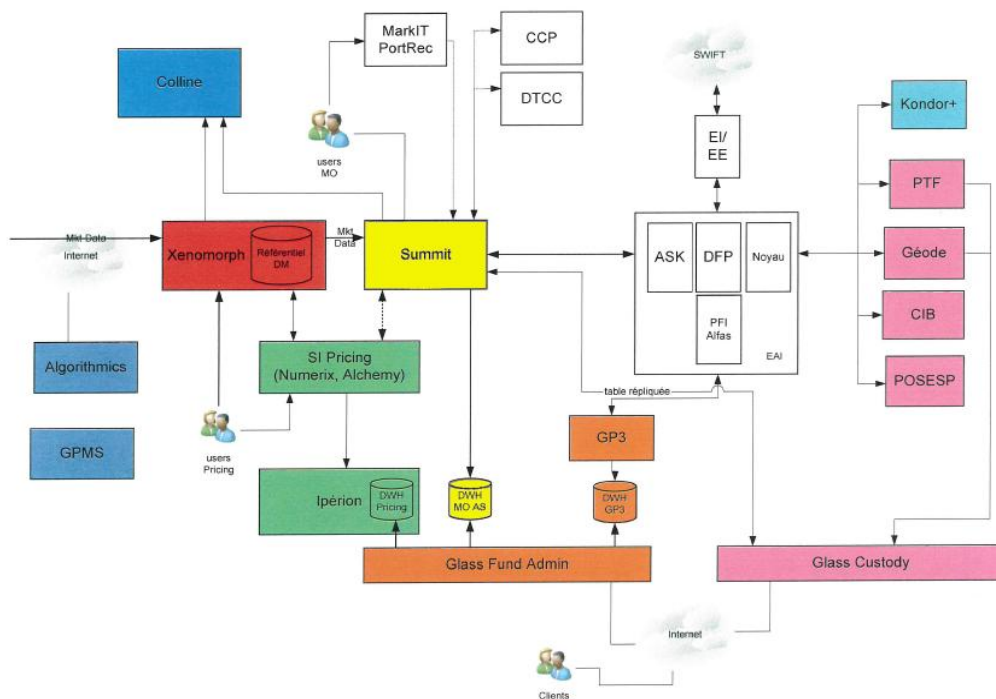 MarkIT
PortRec
CCP
SWIFT
Colline
DTCC
Kondor+
users
MO
EI/
EE
PTF
Mkt Data
Internet
Xenomorph
Référentiel
DM
Mkt
Data
Summit
ASK
DFP
Noyau
Géode
PFI
Alfas
CIB
EAI
Algorithmics
SI Pricing
(Numerix, Alchemy)
POSESP
table répliquée
GP3
GPMS
users
Pricing
Ipérion
DWH
Pricing
DWH
MO AS
DWH
GP3
Glass Fund Admin
Glass Custody
Internet
Clients